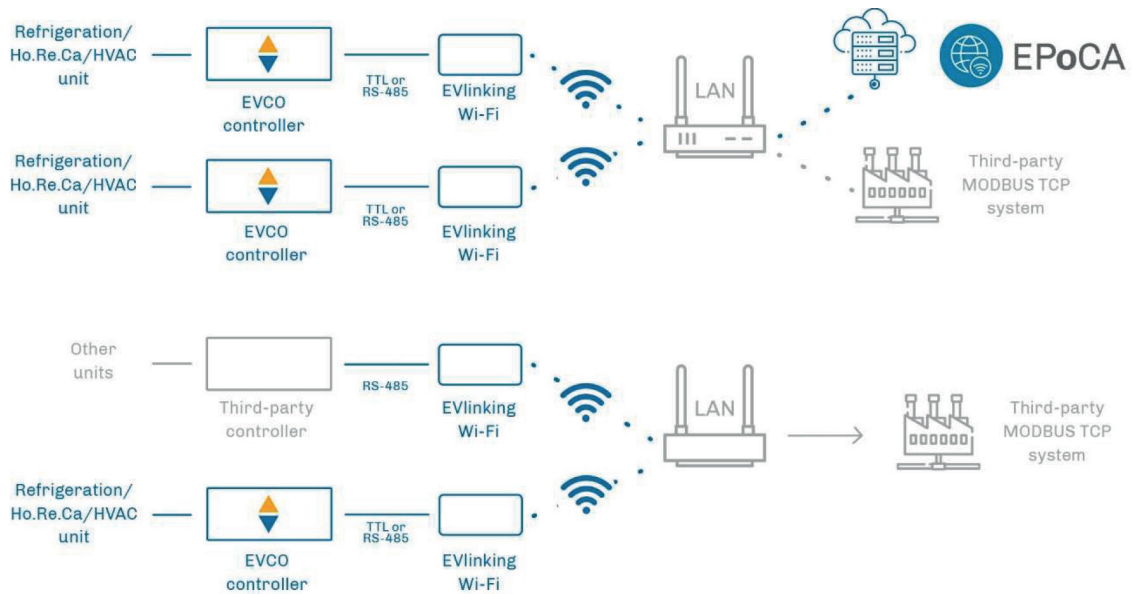 Refrigeration/
Ho.Re.Ca/HVAC
unit
EVCO
controller
TTL or
RS-485
EVlinking
Wi-Fi
LAN
EPoCA
Refrigeration/
Ho.Re.Ca/HVAC
unit
EVCO
controller
TTL or
RS-485
EVlinking
Wi-Fi
Third-party
MODBUS TCP
system
Other
units
Third-party
controller
RS-485
EVlinking
Wi-Fi
LAN
Third-party
MODBUS TCP
system
Refrigeration/
Ho.Re.Ca/HVAC
unit
EVCO
controller
TTL or
RS-485
EVlinking
Wi-Fi